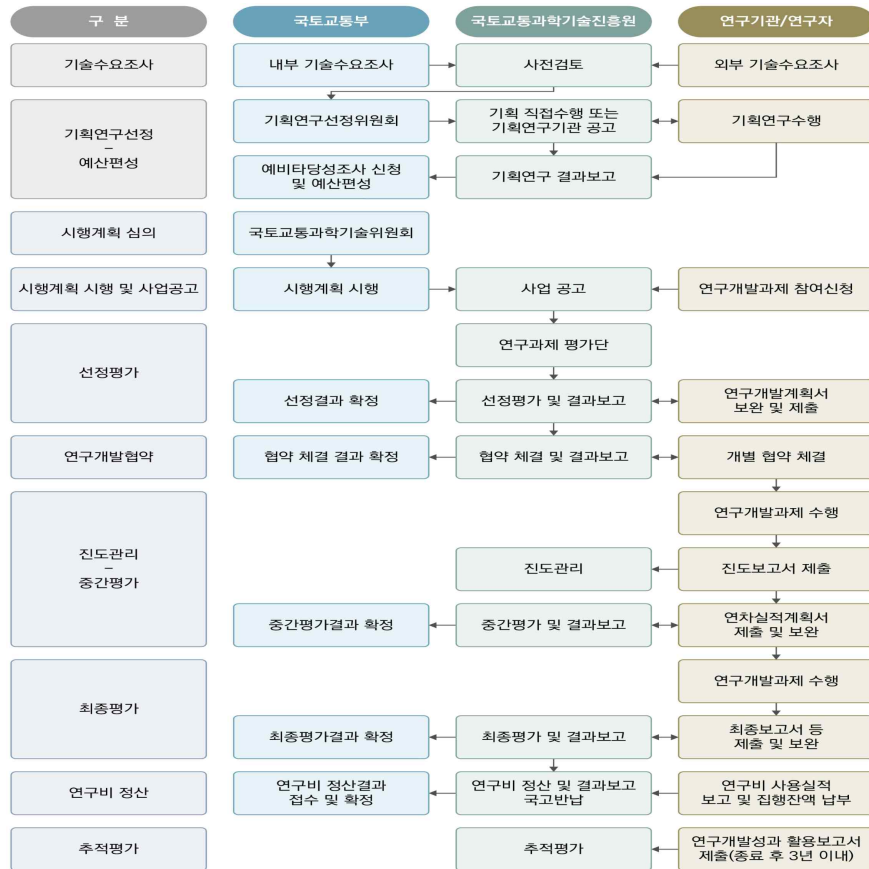 구 분
국토교통부
국토교통과학기술진흥원
연구기관/연구자
기술수요조사
내부 기술수요조사
사전검토
외부 기술수요조사
기획연구선정
–
예산편성
기획연구선정위원회
기획 직접수행 또는
기획연구기관 공고
기획연구수행
예비타당성조사 신청
및 예산편성
기획연구 결과보고
시행계획 심의
국토교통과학기술위원회
시행계획 시행 및 사업공고
시행계획 시행
사업 공고
연구개발과제 참여신청
선정평가
연구과제 평가단
선정결과 확정
선정평가 및 결과보고
연구개발계획서
보완 및 제출
연구개발협약
협약 체결 결과 확정
협약 체결 및 결과보고
개별 협약 체결
진도관리
–
중간평가
연구개발과제 수행
진도관리
진도보고서 제출
중간평가결과 확정
중간평가 및 결과보고
연차실적계획서
제출 및 보완
최종평가
연구개발과제 수행
최종평가결과 확정
최종평가 및 결과보고
최종보고서 등
제출 및 보완
연구비 정산
연구비 정산결과
접수 및 확정
연구비 정산 및 결과보고
국고반납
연구비 사용실적
보고 및 집행잔액 납부
추적평가
추적평가
연구개발성과 활용보고서
제출(종료 후 3년 이내)